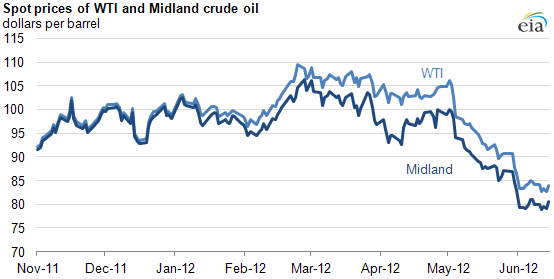 Spot prices of WTI and Midland crude oil
dollars per barrel
eia
115
110
105
100
95
90
85
80
75
70
WTI
Midland
Nov-11 Dec-11 Jan-12 Feb-12 Mar-12 Apr-12 May-12 Jun-12